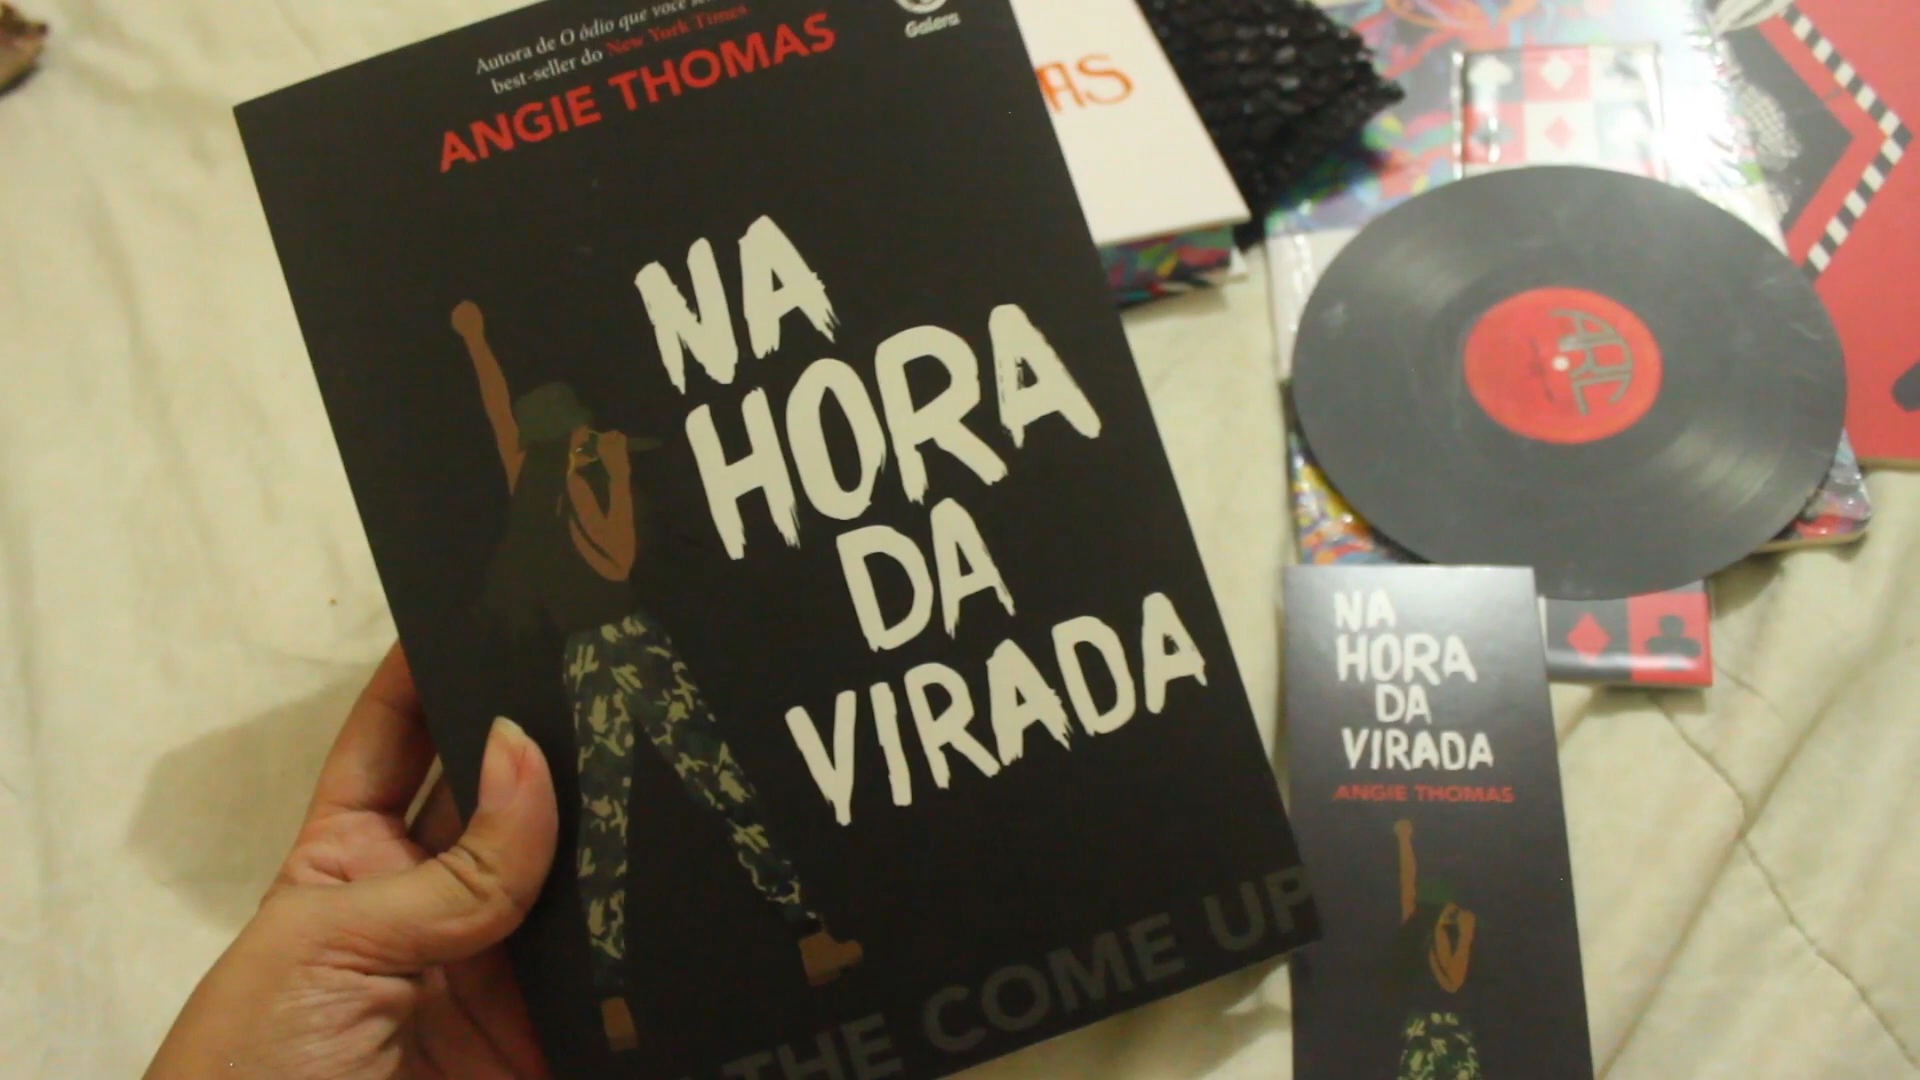 Autora de O ódio que você
best-seller do New York Times.
ANGIE THOMAS
Galera
NA
HORA
DA
VIRADA
THE COME UP
AS
NA
HORA
DA
VIRADA
ANGIE THOMAS